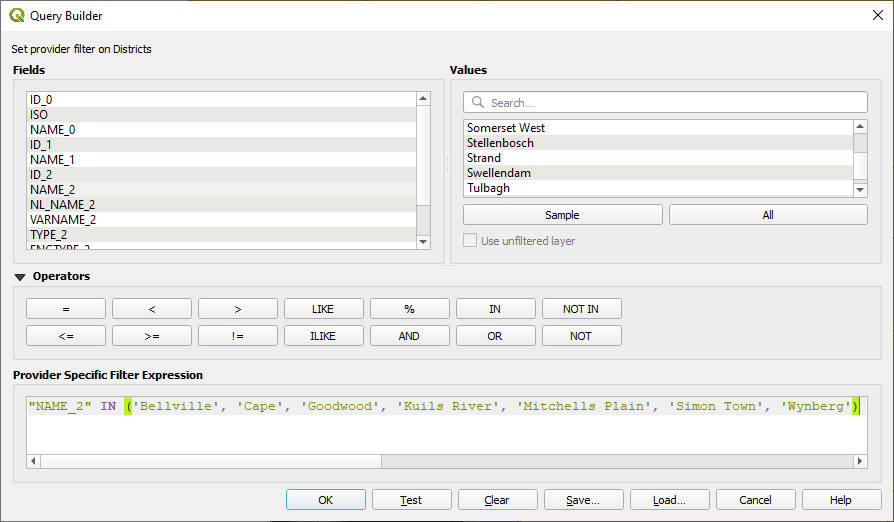 Query Builder
Set provider filter on Districts
Fields
ID_0
ISO
NAME_0
ID_1
NAME_1
ID_2
NAME_2
NL_NAME_2
VARNAME_2
TYPE_2
ENGTYPE_2
Values
Search...
Somerset West
Stellenbosch
Strand
Swellendam
Tulbagh
Sample All
Use unfiltered layer
Operators
= < > LIKE % IN NOT IN
<= >= != ILIKE AND OR NOT
Provider Specific Filter Expression
"NAME_2" IN ('Bellville', 'Cape', 'Goodwood', 'Kuils River', 'Mitchells Plain', 'Simon Town', 'Wynberg')
OK Test Clear Save... Load... Cancel Help